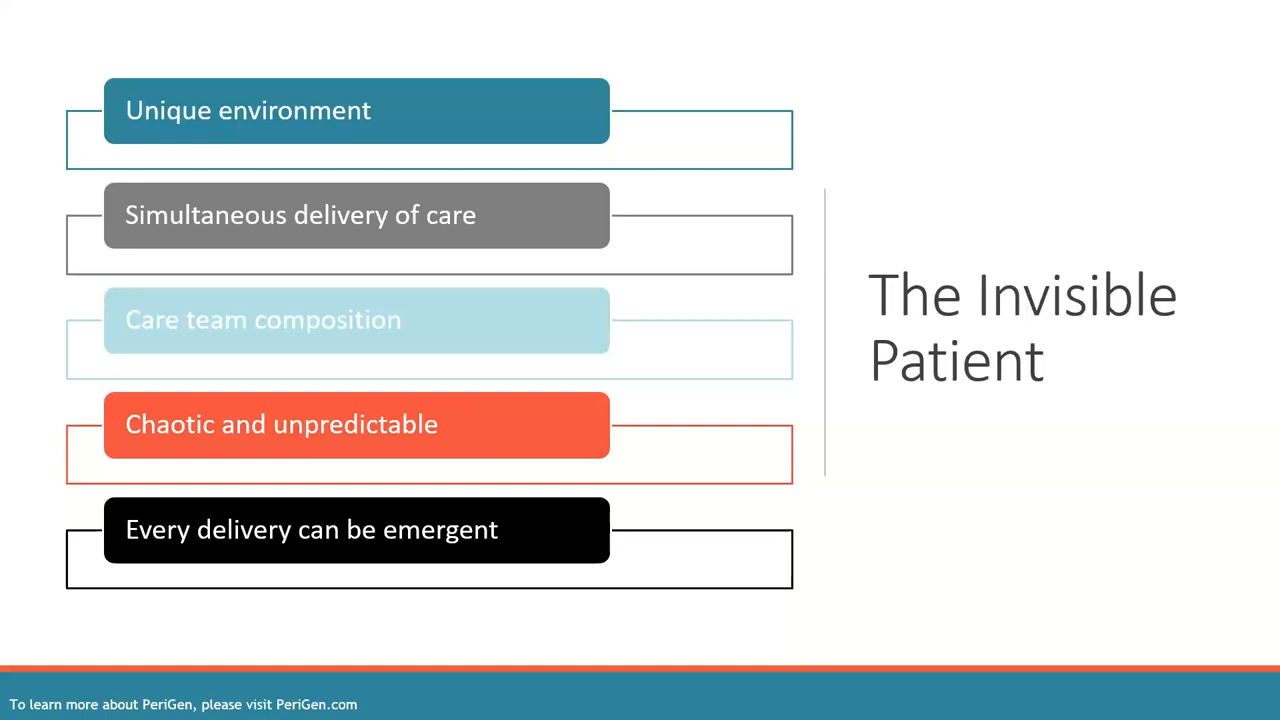 Unique environment
Simultaneous delivery of care
Care team composition
Chaotic and unpredictable
Every delivery can be emergent
The Invisible
Patient
To learn more about PeriGen, please visit PeriGen.com